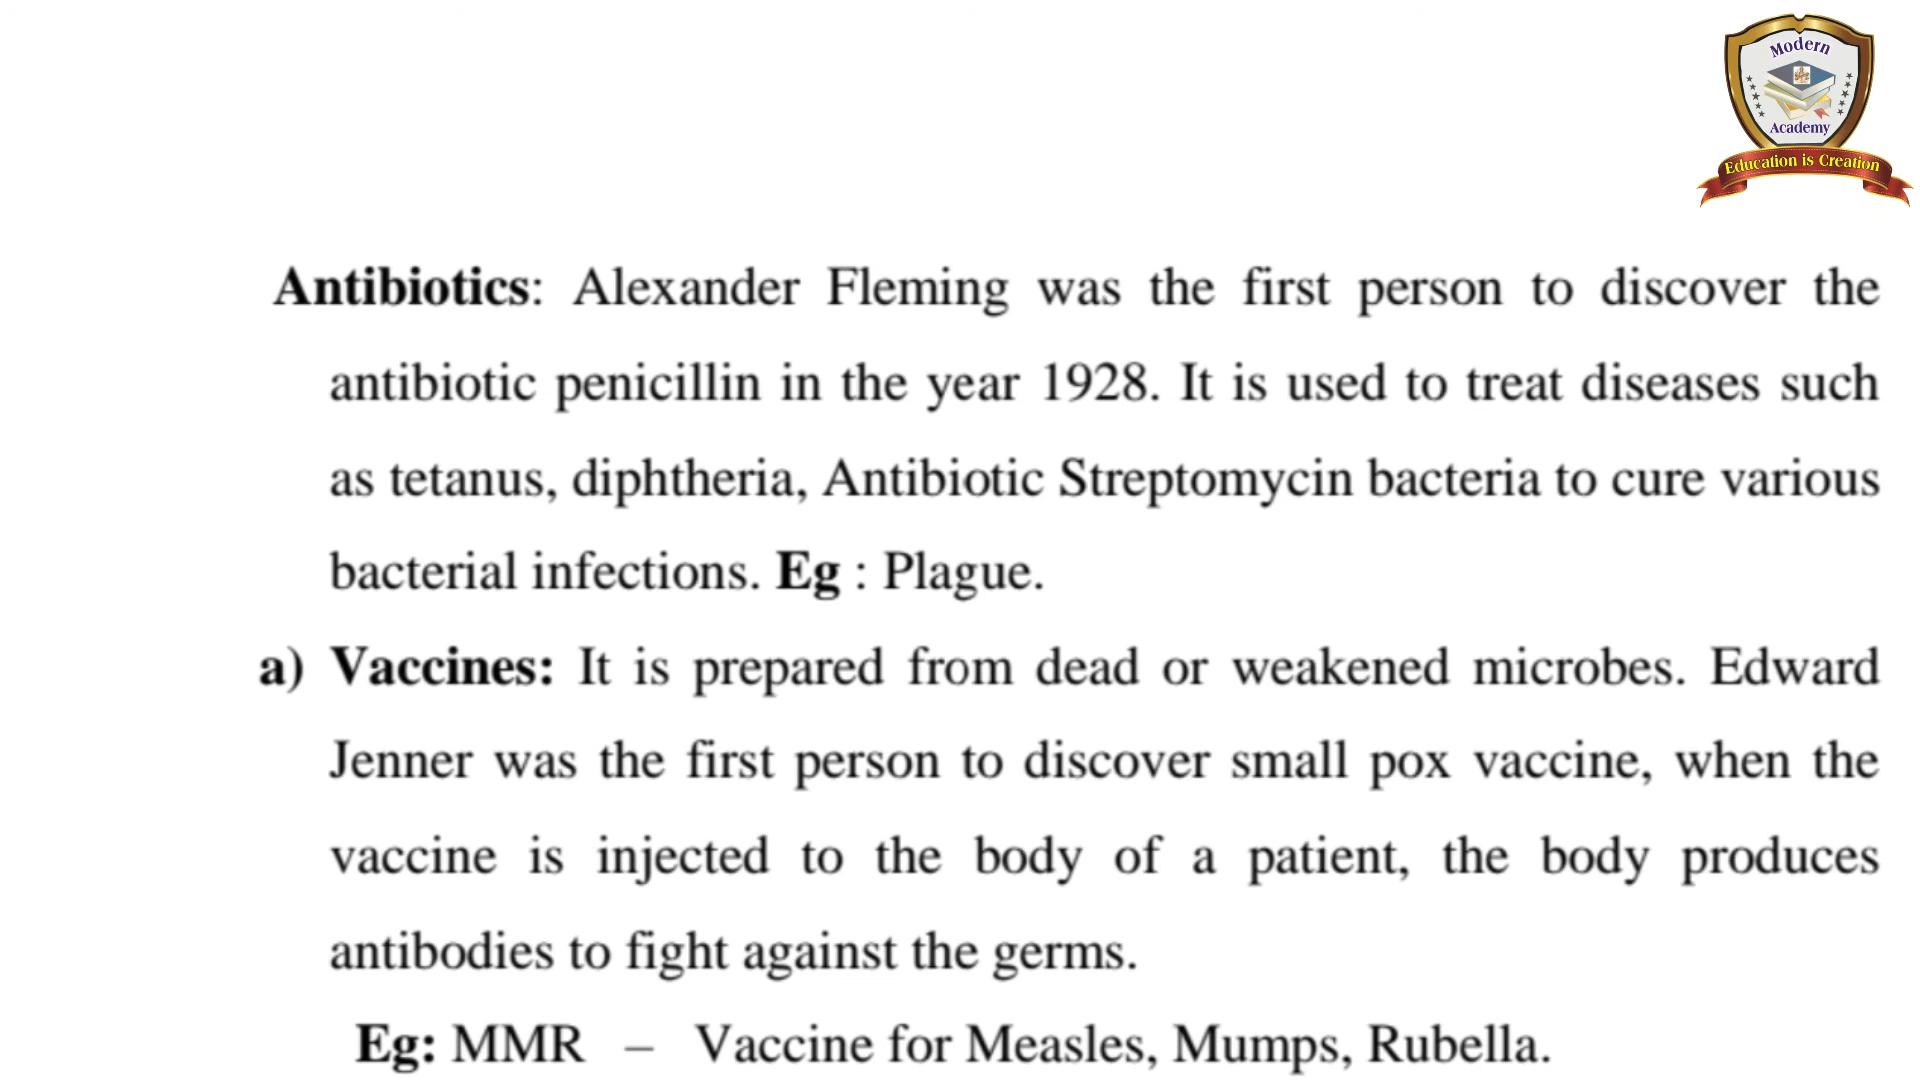 Modern
Academy
Education is Creation
Antibiotics: Alexander Fleming was the first person to discover the
antibiotic penicillin in the year 1928. It is used to treat diseases such
as tetanus, diphtheria, Antibiotic Streptomycin bacteria to cure various
bacterial infections. Eg : Plague.
a) Vaccines: It is prepared from dead or weakened microbes. Edward
Jenner was the first person to discover small pox vaccine, when the
vaccine is injected to the body of a patient, the body produces
antibodies to fight against the germs.
Eg: MMR – Vaccine for Measles, Mumps, Rubella.